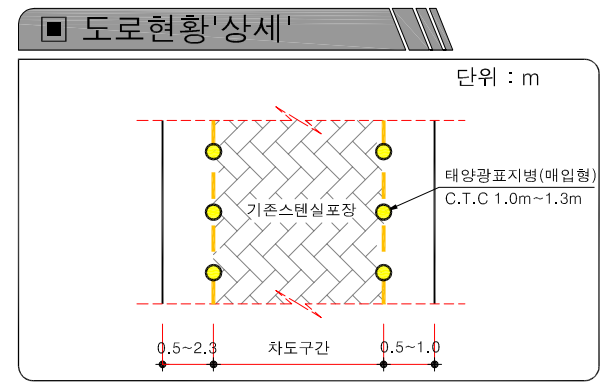 ▣ 도로현황'상세'
단위 : m
태양광표지병(매입형)
C.T.C 1.0m~1.3m
기존스텐실포장
0.5~2.3 차도구간 0.5~1.0